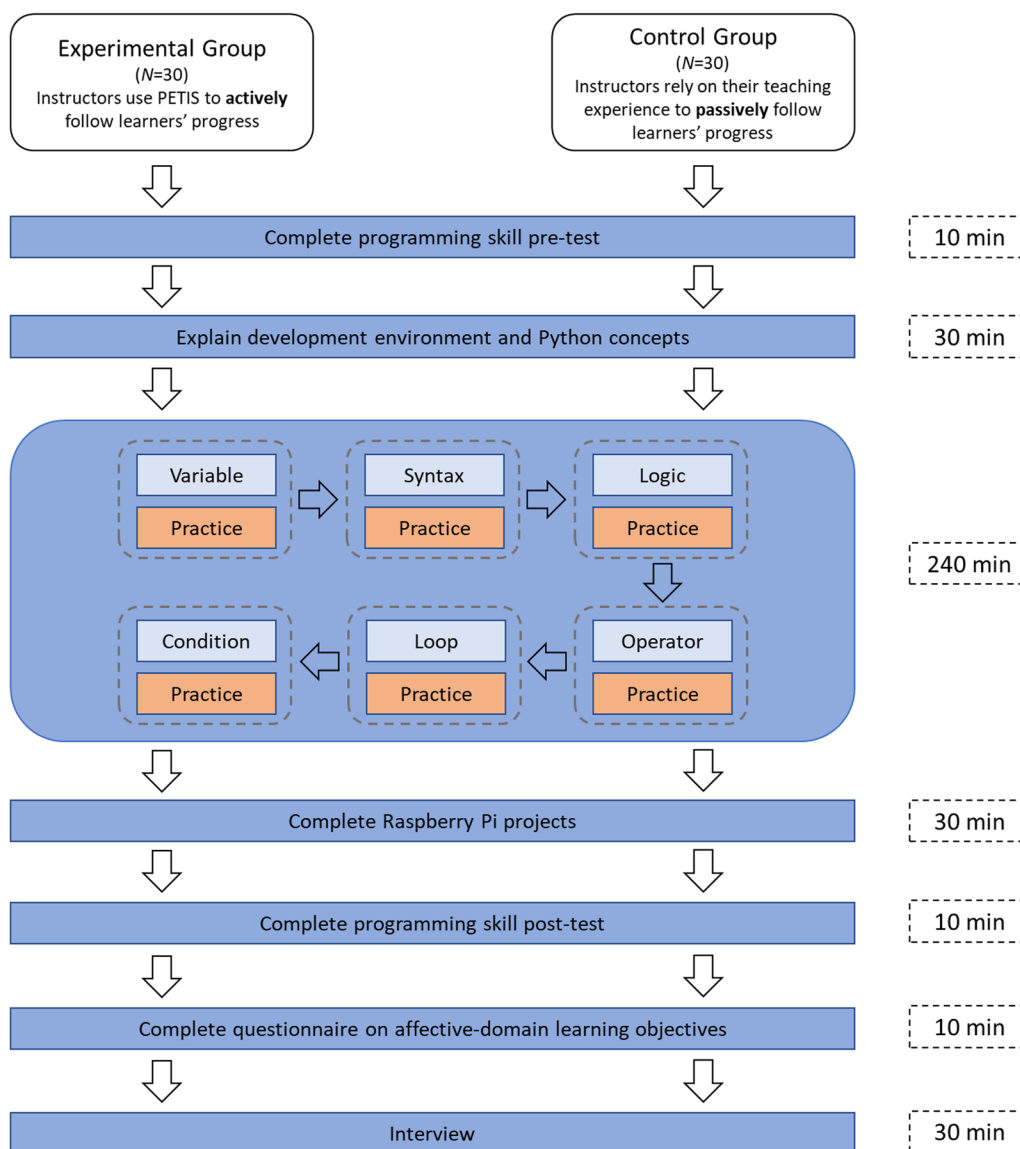 Experimental Group
(N=30)
Instructors use PETIS to actively
follow learners' progress
Control Group
(N=30)
Instructors rely on their teaching
experience to passively follow
learners' progress
Complete programming skill pre-test
10 min
Explain development environment and Python concepts
30 min
Variable
Practice
Syntax
Practice
Logic
Practice
240 min
Operator
Practice
Loop
Practice
Condition
Practice
Complete Raspberry Pi projects
30 min
Complete programming skill post-test
10 min
Complete questionnaire on affective-domain learning objectives
10 min
Interview
30 min